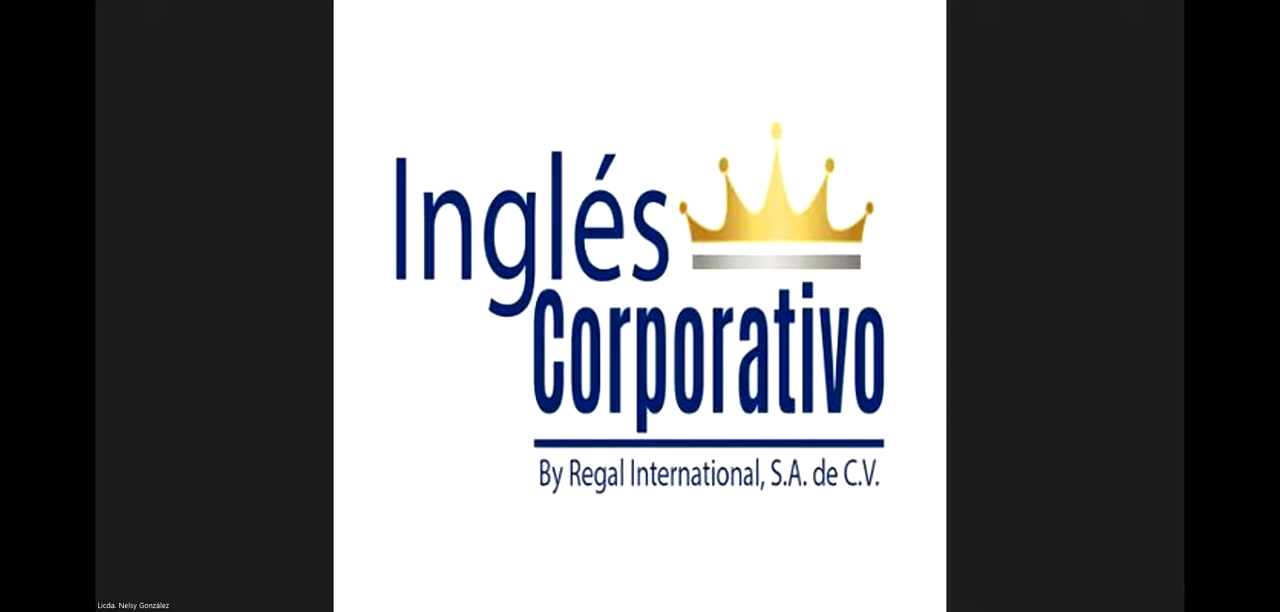 Inglés
Corporativo
By Regal International, S.A. de C.V.
Licda. Nelsy González